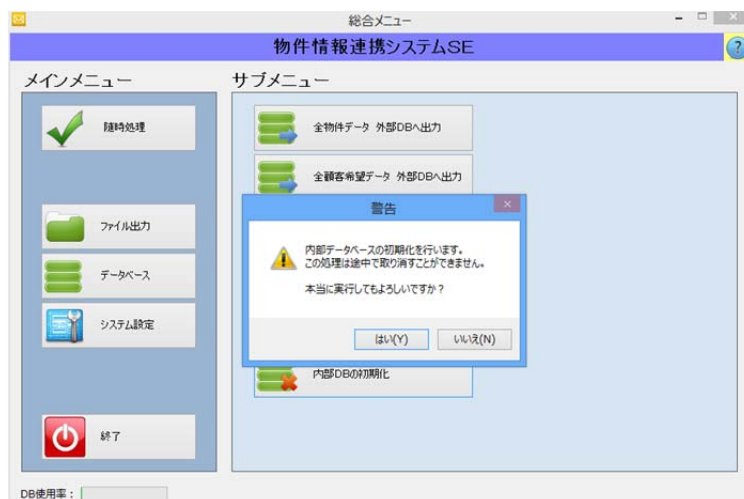 総合メニュー
物件情報連携システムSE
メインメニュー
サブメニュー
随時処理
ファイル出力
データベース
システム設定
終了
全物件データ 外部DBへ出力
全顧客希望データ 外部DBへ出力
警告
内部データベースの初期化を行います。
この処理は途中で取り消すことができません。
本当に実行してもよろしいですか?
はい(Y)
いいえ(N)
内部DBの初期化
DB使用率: